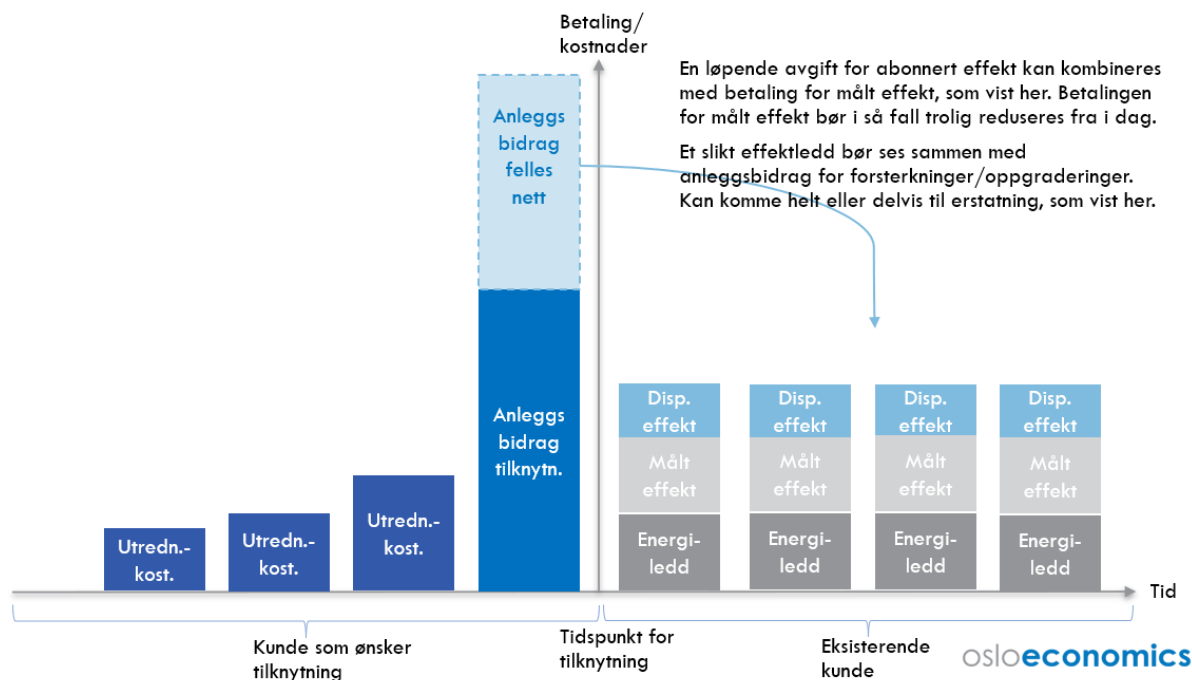 Betaling/
kostnader
En løpende avgift for abonnert effekt kan kombineres
med betaling for målt effekt, som vist her. Betalingen
for målt effekt bør i så fall trolig reduseres fra i dag.
Et slikt effektledd bør ses sammen med
anleggsbidrag for forsterkninger/oppgraderinger.
Kan komme helt eller delvis til erstatning, som vist her.
Anleggs
bidrag
felles
nett
Anleggs
bidrag
tilknytn.
Utredn.-
kost.
Utredn.-
kost.
Utredn.-
kost.
Disp.
effekt
Målt
effekt
Energi-
ledd
Disp.
effekt
Målt
effekt
Energi-
ledd
Disp.
effekt
Målt
effekt
Energi-
ledd
Disp.
effekt
Målt
effekt
Energi-
ledd
Tid
Kunde som ønsker
tilknytning
Tidspunkt for
tilknytning
Eksisterende
kunde
osloeconomics